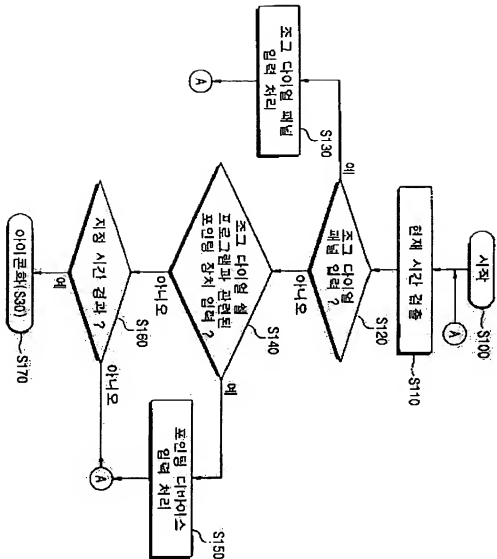 시작
S100
A
현재 시간 검출
S110
조그 다이얼
패널 입력 ?
S120
예
아니오
조그 다이얼 패널
입력 처리
S130
A
조그 다이얼 셸
프로그램과 관련된
포인팅 장치 입력 ?
S140
예
아니오
포인팅 디바이스
입력 처리
S150
A
지정 시간 경과 ?
S160
아니오
예
아이콘화(S30)
S170